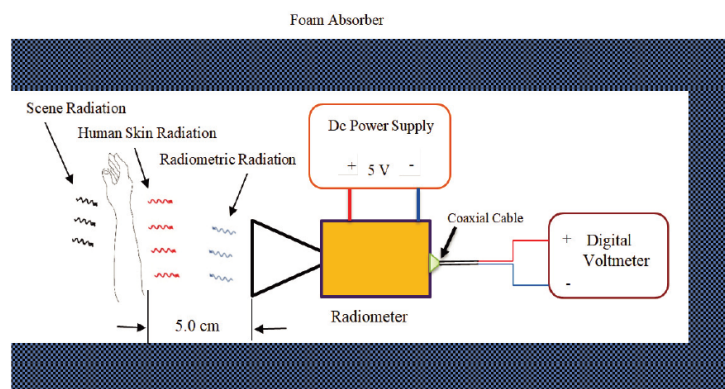 Foam Absorber
Scene Radiation
Human Skin Radiation
Radiometric Radiation
Dc Power Supply
+ 5 V -
Coaxial Cable
+ Digital
Voltmeter
-
Radiometer
5.0 cm